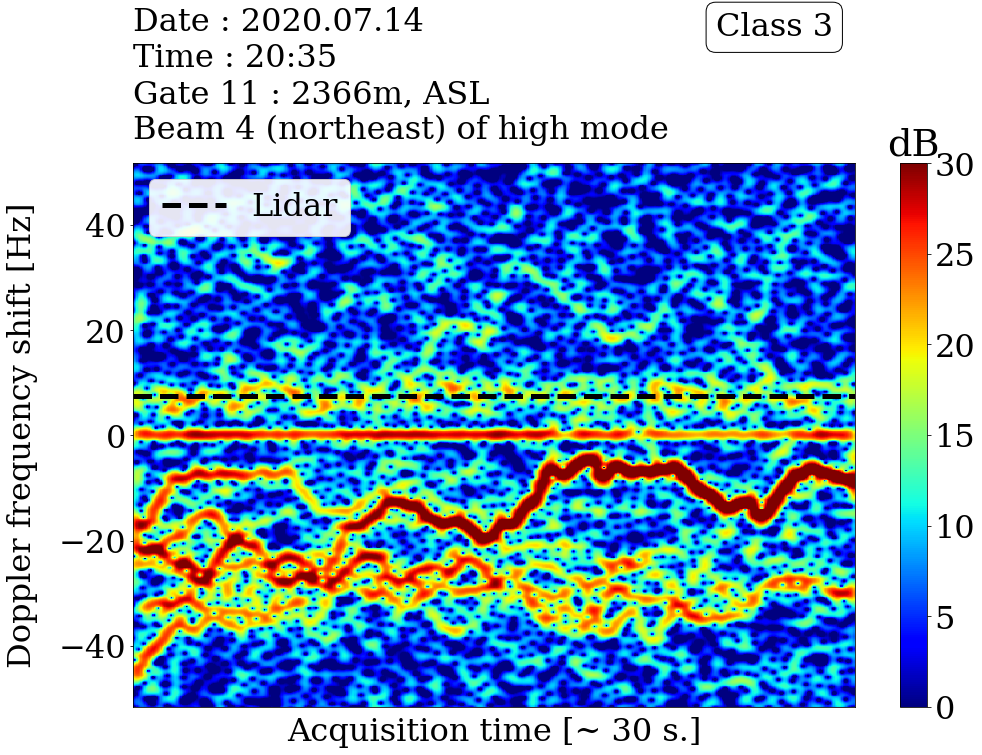 Date : 2020.07.14
Time : 20:35
Gate 11 : 2366m, ASL
Beam 4 (northeast) of high mode
Class 3
dB
Lidar
Doppler frequency shift [Hz]
40
20
0
−20
−40
30
25
20
15
10
5
0
Acquisition time [~ 30 s.]